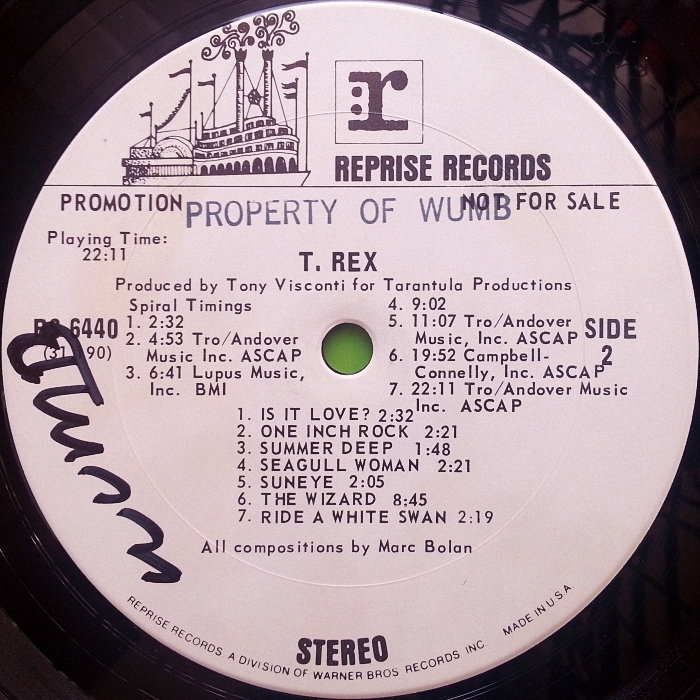 :r
REPRISE RECORDS
PROMOTION NOT FOR SALE
PROPERTY OF WUMB
Playing Time:
22:11
T. REX
Produced by Tony Visconti for Tarantula Productions
Spiral Timings
1. 2:32
2. 4:53 Tro/Andover
Music Inc. ASCAP
3. 6:41 Lupus Music,
Inc. BMI
4. 9:02
5. 11:07 Tro/Andover
Music, Inc. ASCAP
6. 19:52 Campbell-
Connelly, Inc. ASCAP
7. 22:11 Tro/Andover Music
Inc. ASCAP
RS 6440
SIDE
2
1. IS IT LOVE? 2:32
2. ONE INCH ROCK 2:21
3. SUMMER DEEP 1:48
4. SEAGULL WOMAN 2:21
5. SUNEYE 2:05
6. THE WIZARD 8:45
7. RIDE A WHITE SWAN 2:19
All compositions by Marc Bolan
WUMB
STEREO
REPRISE RECORDS A DIVISION OF WARNER BROS. RECORDS INC. MADE IN U.S.A.